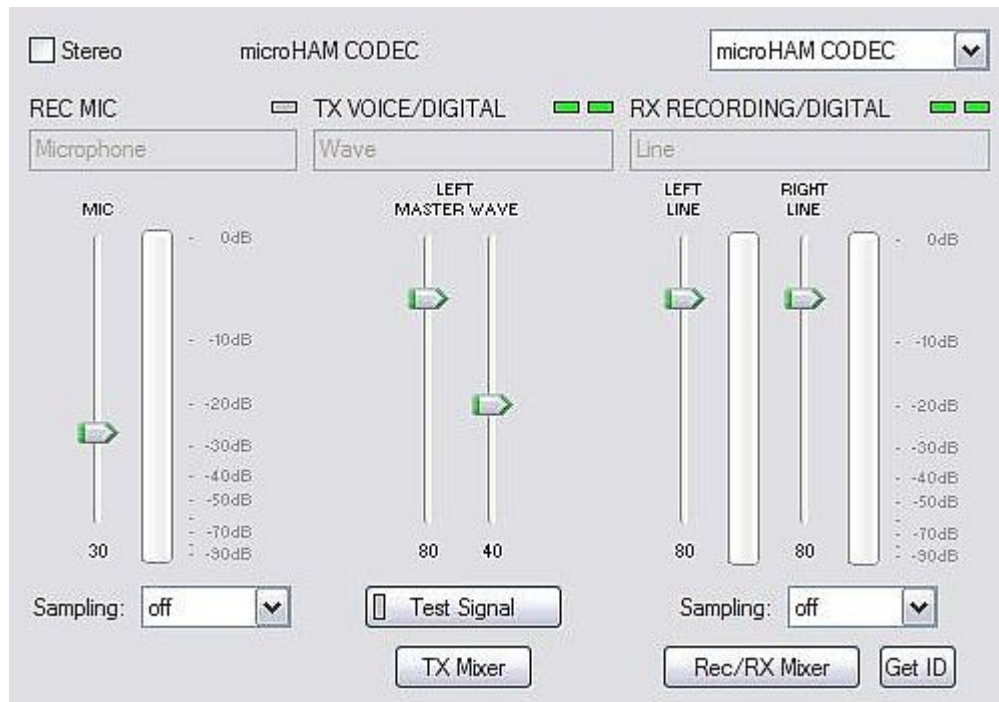 Stereo microHAM CODEC microHAM CODEC
REC MIC TX VOICE/DIGITAL RX RECORDING/DIGITAL
Microphone Wave Line
MIC
LEFT
MASTER WAVE
LEFT
LINE
RIGHT
LINE
- 0dB
- -10dB
- -20dB
- -30dB
- -40dB
- -50dB
- -70dB
- -90dB
- 0dB
- -10dB
- -20dB
- -30dB
- -40dB
- -50dB
- -70dB
- -90dB
30 80 40 80 80
Sampling: off Test Signal Sampling: off
TX Mixer Rec/RX Mixer Get ID